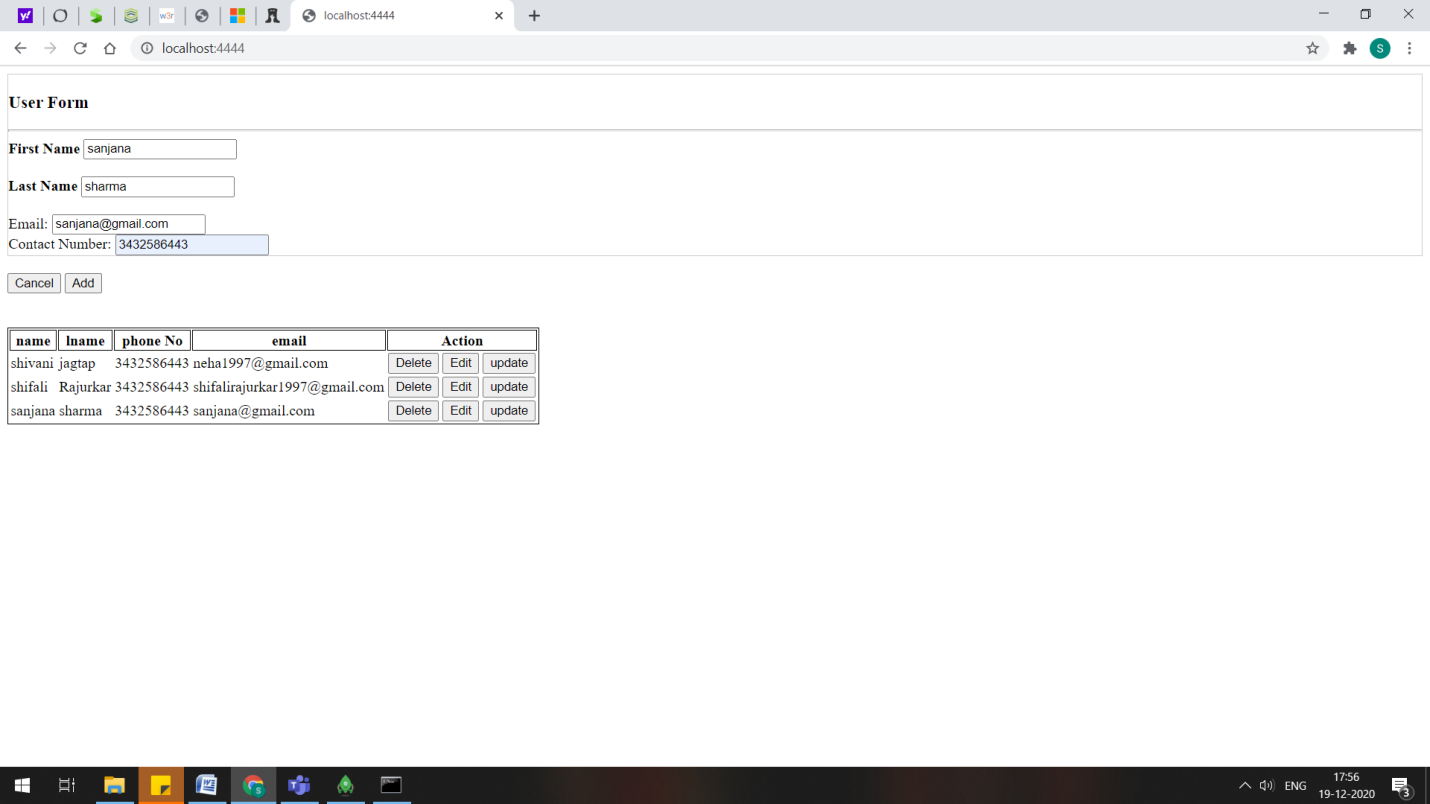 y! w3r localhost:4444
localhost:4444 S
User Form
First Name sanjana
Last Name sharma
Email: sanjana@gmail.com
Contact Number: 3432586443
Cancel Add
name lname phone No email Action
shivani jagtap 3432586443 neha1997@gmail.com Delete Edit update
shifali Rajurkar 3432586443 shifalirajurkar1997@gmail.com Delete Edit update
sanjana sharma 3432586443 sanjana@gmail.com Delete Edit update
ENG 17:56
19-12-2020 3